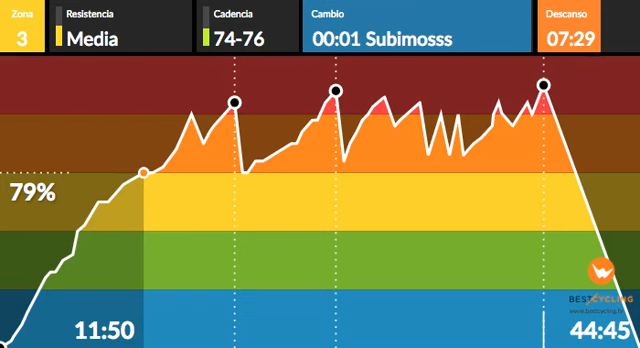 Zona
3
Resistencia
Media
Cadencia
74-76
Cambio
00:01 Subimosss
Descanso
07:29
79%
BESTCYCLING
www.bestcycling.tv
11:50
44:45